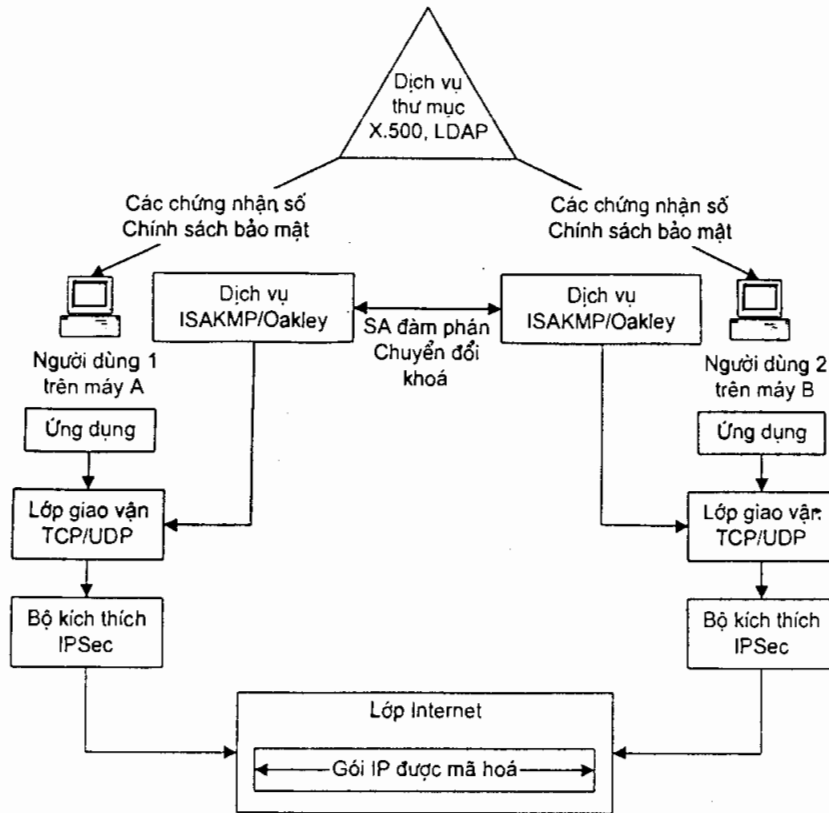 Dịch vụ
thư mục
X.500, LDAP
Các chứng nhận số
Chính sách bảo mật
Các chứng nhận số
Chính sách bảo mật
Dịch vụ
ISAKMP/Oakley
SA đàm phán
Chuyển đổi
khoá
Dịch vụ
ISAKMP/Oakley
Người dùng 1
trên máy A
Người dùng 2
trên máy B
Ứng dụng
Ứng dụng
Lớp giao vận
TCP/UDP
Lớp giao vận
TCP/UDP
Bộ kích thích
IPSec
Bộ kích thích
IPSec
Lớp Internet
Gói IP được mã hoá